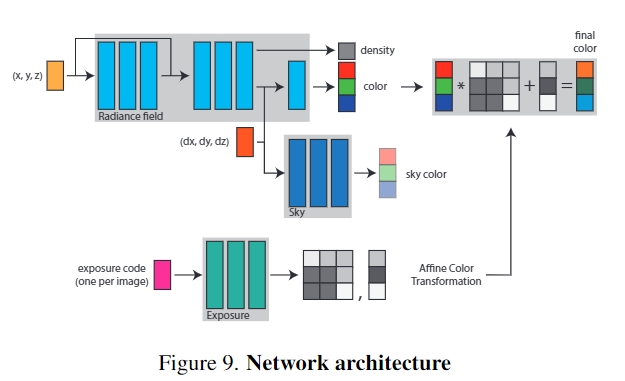 final
color
density
(x, y, z)
color
*
+
=
Radiance field
(dx, dy, dz)
sky color
Sky
exposure code
(one per image)
,
Affine Color
Transformation
Exposure
Figure 9. Network architecture